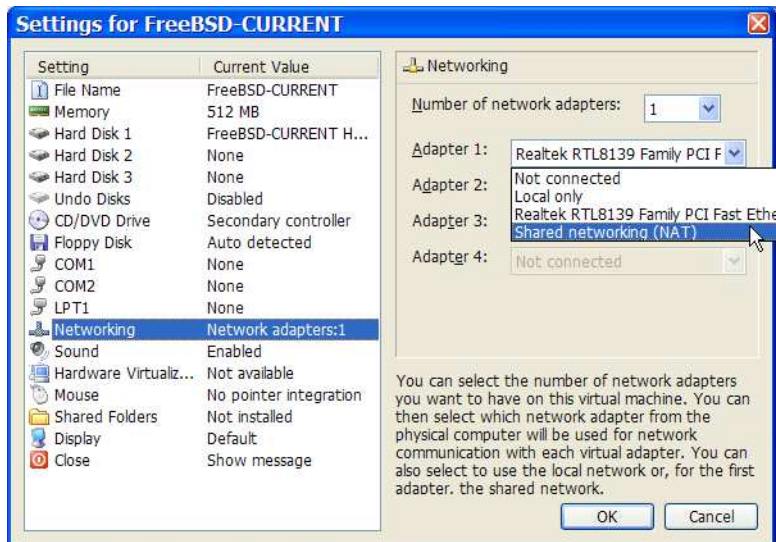 Settings for FreeBSD-CURRENT
Setting Current Value
File Name FreeBSD-CURRENT
Memory 512 MB
Hard Disk 1 FreeBSD-CURRENT H...
Hard Disk 2 None
Hard Disk 3 None
Undo Disks Disabled
CD/DVD Drive Secondary controller
Floppy Disk Auto detected
COM1 None
COM2 None
LPT1 None
Networking Network adapters:1
Sound Enabled
Hardware Virtualiz... Not available
Mouse No pointer integration
Shared Folders Not installed
Display Default
Close Show message
Networking
Number of network adapters: 1
Adapter 1: Realtek RTL8139 Family PCI F
Not connected
Local only
Realtek RTL8139 Family PCI Fast Ethe
Shared networking (NAT)
Adapter 2:
Adapter 3:
Adapter 4: Not connected
You can select the number of network adapters
you want to have on this virtual machine. You can
then select which network adapter from the
physical computer will be used for network
communication with each virtual adapter. You can
also select to use the local network or, for the first
adapter. the shared network.
OK Cancel